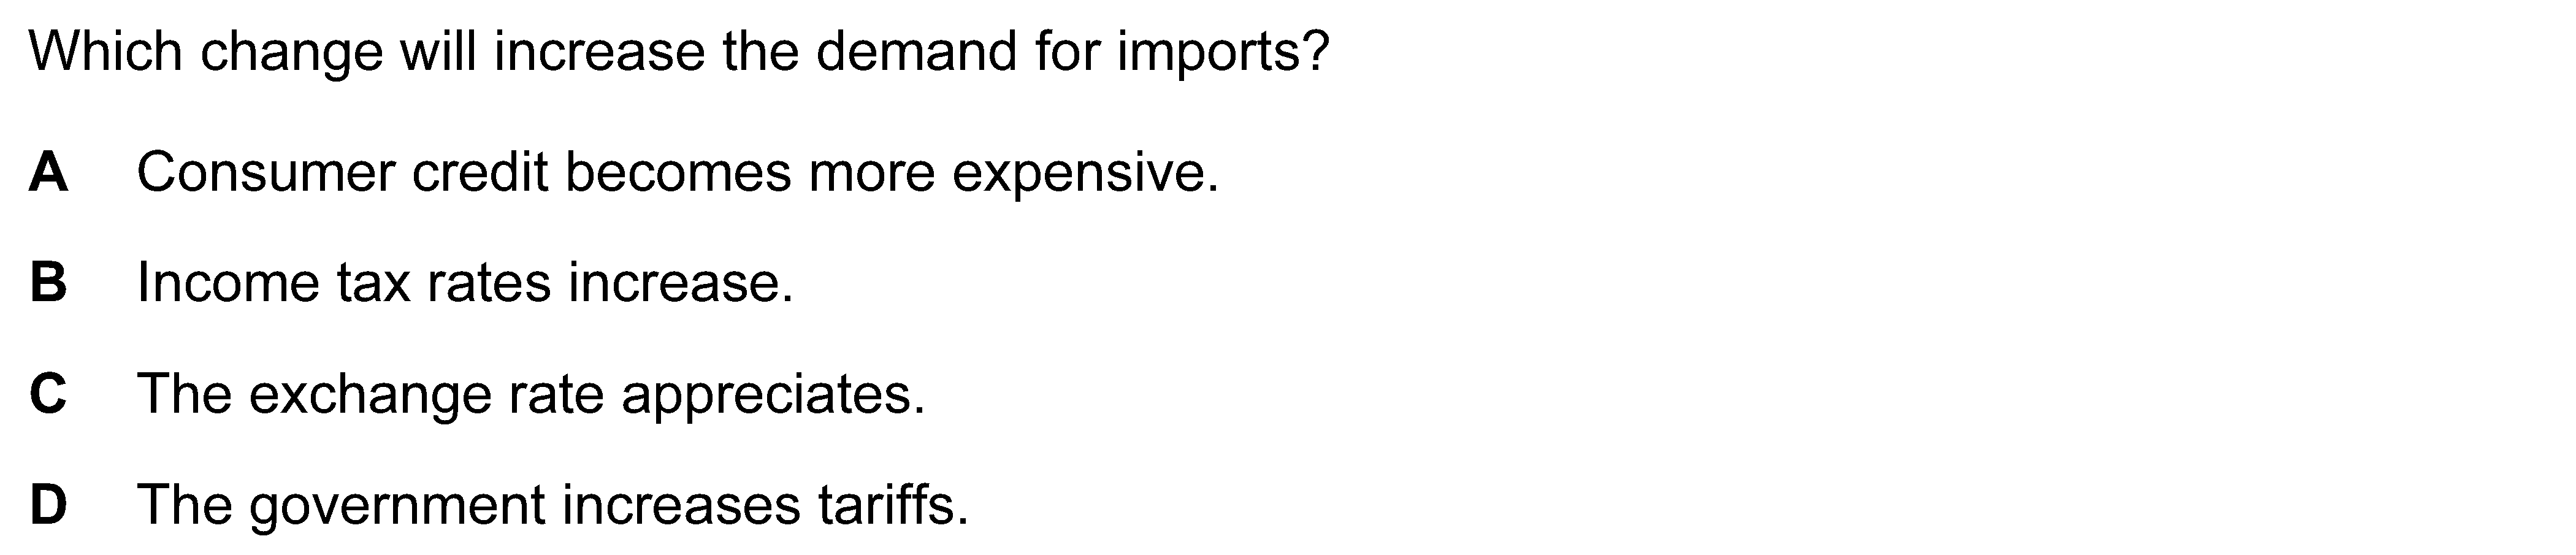 Which change will increase the demand for imports?
A Consumer credit becomes more expensive.
B Income tax rates increase.
C The exchange rate appreciates.
D The government increases tariffs.